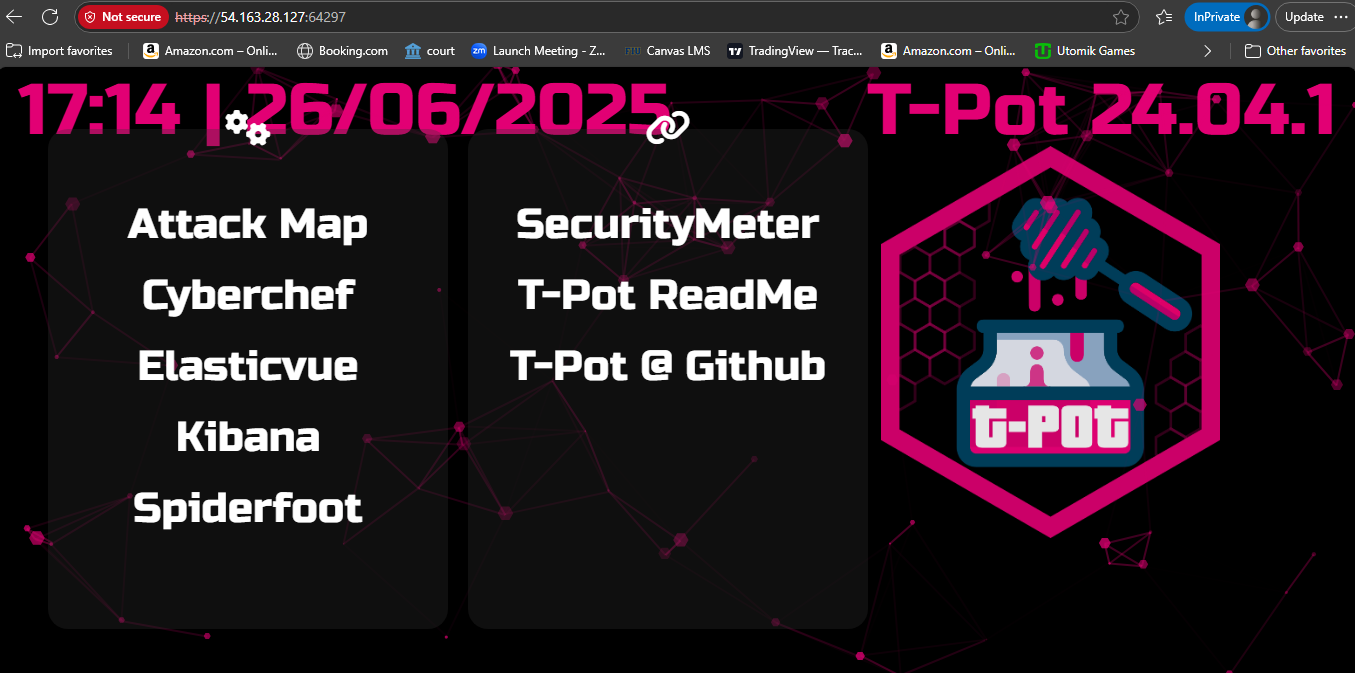 Not secure https://54.163.28.127:64297 InPrivate Update
Import favorites Amazon.com – Onli... Booking.com court zm Launch Meeting - Z... FIU Canvas LMS TradingView — Trac... Amazon.com – Onli... Utomik Games Other favorites
17:14 | 26/06/2025 T-Pot 24.04.1
Attack Map
Cyberchef
Elasticvue
Kibana
Spiderfoot
SecurityMeter
T-Pot ReadMe
T-Pot @ Github
t-pot